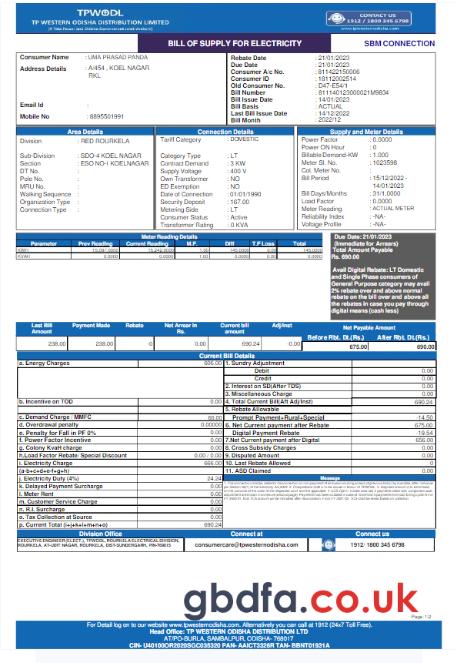 TPWODL
TP WESTERN ODISHA DISTRIBUTION LIMITED
CONTACT US
1912 / 1800 345 6798
www.tpwesternodisha.com
BILL OF SUPPLY FOR ELECTRICITY
SBM CONNECTION
Consumer Name : UMA PRASAD PANDA
Address Details : A/454 , KOEL NAGAR
RKL
Email Id :
Mobile No : 8895501991
Rebate Date : 21/01/2023
Due Date : 21/01/2023
Consumer A/c No. : 811422150006
Consumer ID : 18112002514
Old Consumer No. : D47-E54/1
Bill Number
Bill Issue Date : 14/01/2023
Bill Basis : ACTUAL
Last Bill Issue Date : 14/12/2022
Bill Month : 2022/12
Area Details
Division : RED ROURKELA
Sub-Division : SDO-4 KOEL NAGAR
Section : ESO NO-I KOELNAGAR
DT No. :
Pole No. :
MRU No. :
Walking Sequence :
Organization Type :
Connection Type :
Connection Details
Tariff Category : DOMESTIC
Category Type : LT
Contract Demand : 3 KW
Supply Voltage : 400 V
Own Transformer : NO
ED Exemption : NO
Date of Connection : 01/01/1990
Security Deposit : 167.00
Metering Side : LT
Consumer Status : Active
Transformer Rating : 0 KVA
Supply and Meter Details
Power Factor : 0.0000
Power ON Hour : 0
Billable Demand-KW : 1.000
Meter Sl. No. : 1023598
Col. Meter No. :
Bill Period : 15/12/2022 -
14/01/2023
Bill Days/Months : 31/1.0000
Load Factor : 0.0000
Meter Reading : ACTUAL METER
Reliability Index : -NA-
Voltage Profile : -NA-
Meter Reading Details
Parameter Prev Reading Current Reading M.F. Diff T.F Loss Total
KVAH 0.0000 0.0000 1.00 0.0000 0.00 0.0000
Due Date: 21/01/2023
(Immediate for Arrears)
Total Amount Payable
Rs. 690.00
Avail Digital Rebate: LT Domestic
and Single Phase consumers of
General Purpose category may avail
2% rebate over and above normal
rebate on the bill over and above all
the rebates in case you pay through
digital means (cash less)
Last Bill Amount Payment Made Rebate Net Arrear in Rs. Current bill amount Adj/Inst Net Payable Amount
Before Rbt. Dt.(Rs.) After Rbt. Dt.(Rs.)
238.00 238.00 -0 0.00 690.24 -0.00 675.00 690.00
Current Bill Details
a. Energy Charges 606.00
b. Incentive on TOD 0.00
c. Demand Charge / MMFC 60.00
d. Overdrawal penalty 0.00000
e. Penalty for Fall in PF 0% 0.00
f. Power Factor Incentive 0.00
g. Colony KvaH charge 0.00
h.Load Factor Rebate Special Discount 0.00 / 0.00
i. Electricity Charge 666.00
(a-b+c+d+e-f+g-h)
j. Electricity Duty (4%) 24.24
k. Delayed Payment Surcharge 0.00
l. Meter Rent 0.00
m. Customer Service Charge 0.00
n. R.I. Surcharge 0.00
o. Tax Collection at Source 0.00
p. Current Total (i+j+k+l+m+n+o) 690.24
1. Sundry Adjustment
Debit 0.00
Credit 0.00
2. Interest on SD(After TDS) 0.00
3. Miscellaneous Charge 0.00
4. Total Current Bill(Aft Adj/Inst) 690.24
5. Rebate Allowable
Prompt Payment+Rural+Special -14.50
6. Net Current payment after Rebate 675.00
Digital Payment Rebate -19.54
7.Net Current payment after Digital 656.00
8. Cross Subsidy Charges 0.00
9. Disputed Amount 0.00
10. Last Rebate Allowed 0
11. ASD Claimed 0.00
Message
Division Office
EXECUTIVE ENGINEER(ELECT.), TPWODL, ROURKELA ELECTRICAL DIVISION,
ROURKELA, AT-UDIT NAGAR, ROURKELA, DIST-SUNDERGARH, PIN-769012
Connect at
consumercare@tpwesternodisha.com
Connect us
1912/ 1800 345 6798
gbdfa.co.uk
Page: 1/2
For Detail log on to our website www.tpwesternodisha.com. Alternatively you can call at 1912 (24x7 Toll Free).
Head Office: TP WESTERN ODISHA DISTRIBUTION LTD
AT/PO-BURLA, SAMBALPUR, ODISHA- 768017
CIN- U40109OR2020SGC035230 PAN- AAICT3326R TAN- BBNT01921A